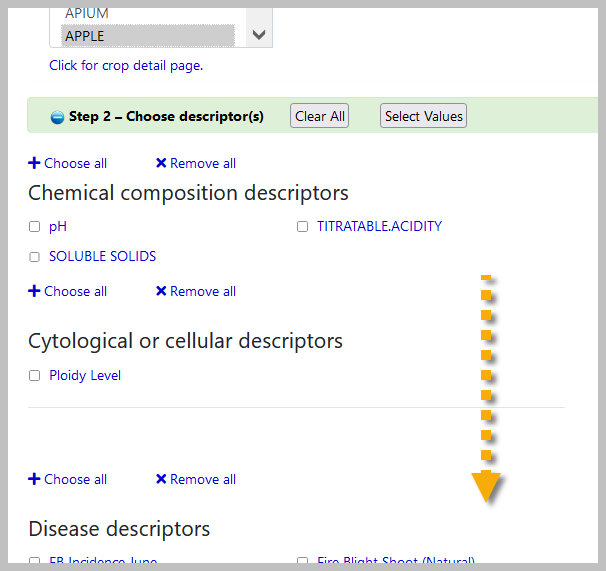 APIUM
APPLE
Click for crop detail page.
Step 2 – Choose descriptor(s) Clear All Select Values
Choose all Remove all
Chemical composition descriptors
pH TITRATABLE.ACIDITY
SOLUBLE SOLIDS
Choose all Remove all
Cytological or cellular descriptors
Ploidy Level
Choose all Remove all
Disease descriptors
FB Incidence June Fire Blight Shoot (Natural)